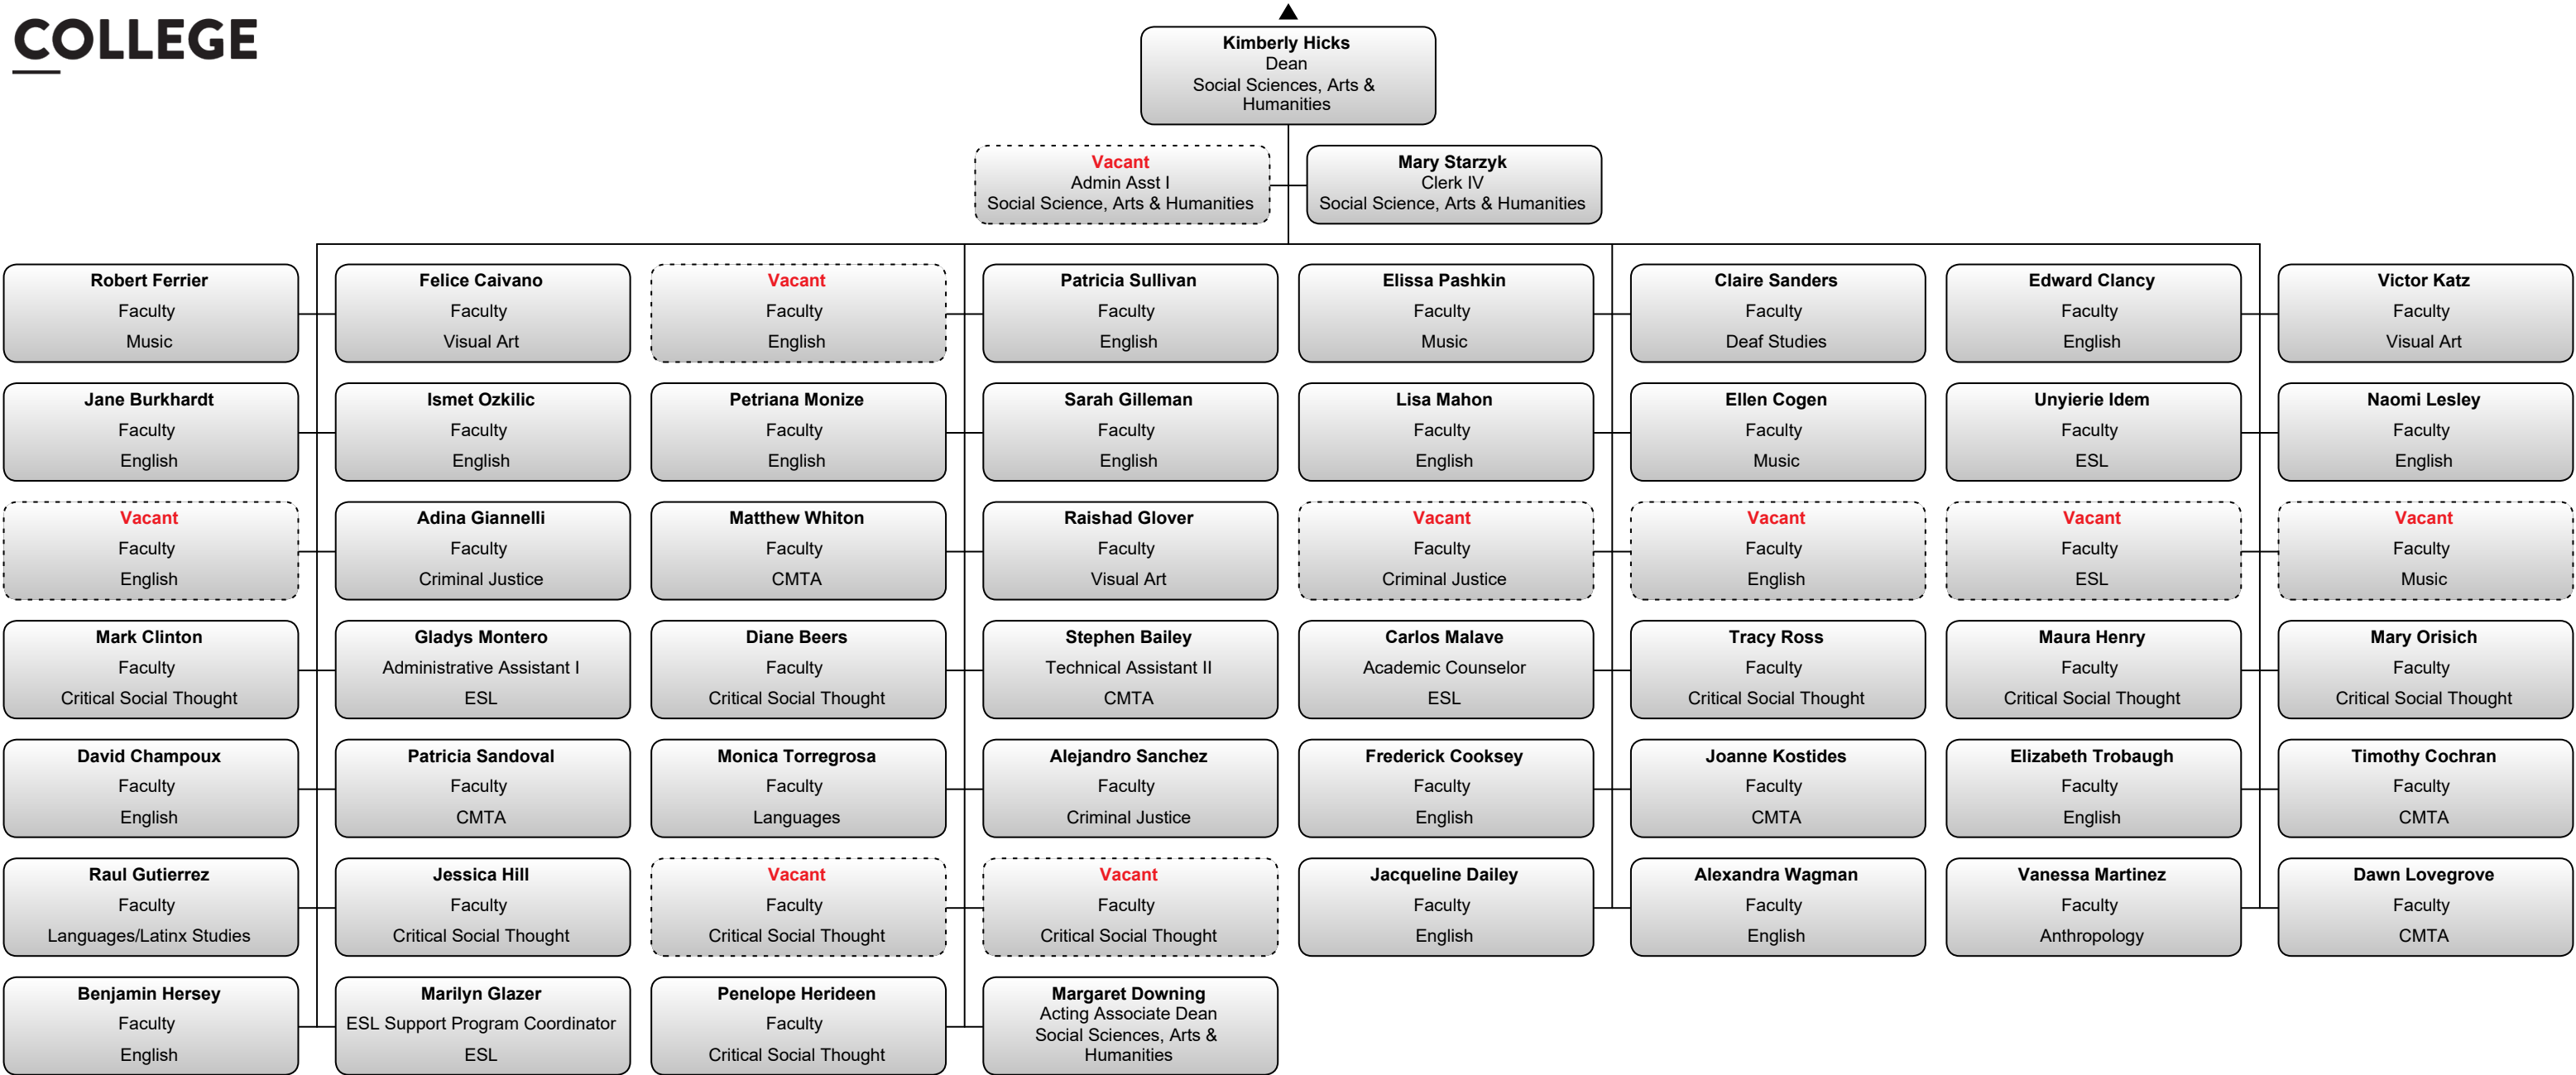 COLLEGE
Kimberly Hicks
Dean
Social Sciences, Arts &
Humanities
Vacant
Admin Asst I
Social Science, Arts & Humanities
Mary Starzyk
Clerk IV
Social Science, Arts & Humanities
Robert Ferrier
Faculty
Music
Felice Caivano
Faculty
Visual Art
Vacant
Faculty
English
Patricia Sullivan
Faculty
English
Elissa Pashkin
Faculty
Music
Claire Sanders
Faculty
Deaf Studies
Edward Clancy
Faculty
English
Victor Katz
Faculty
Visual Art
Jane Burkhardt
Faculty
English
Ismet Ozkilic
Faculty
English
Petriana Monize
Faculty
English
Sarah Gilleman
Faculty
English
Lisa Mahon
Faculty
English
Ellen Cogen
Faculty
Music
Unyierie Idem
Faculty
ESL
Naomi Lesley
Faculty
English
Vacant
Faculty
English
Adina Giannelli
Faculty
Criminal Justice
Matthew Whiton
Faculty
CMTA
Raishad Glover
Faculty
Visual Art
Vacant
Faculty
Criminal Justice
Vacant
Faculty
English
Vacant
Faculty
ESL
Vacant
Faculty
Music
Mark Clinton
Faculty
Critical Social Thought
Gladys Montero
Administrative Assistant I
ESL
Diane Beers
Faculty
Critical Social Thought
Stephen Bailey
Technical Assistant II
CMTA
Carlos Malave
Academic Counselor
ESL
Tracy Ross
Faculty
Critical Social Thought
Maura Henry
Faculty
Critical Social Thought
Mary Orisich
Faculty
Critical Social Thought
David Champoux
Faculty
English
Patricia Sandoval
Faculty
CMTA
Monica Torregrosa
Faculty
Languages
Alejandro Sanchez
Faculty
Criminal Justice
Frederick Cooksey
Faculty
English
Joanne Kostides
Faculty
CMTA
Elizabeth Trobaugh
Faculty
English
Timothy Cochran
Faculty
CMTA
Raul Gutierrez
Faculty
Languages/Latinx Studies
Jessica Hill
Faculty
Critical Social Thought
Vacant
Faculty
Critical Social Thought
Vacant
Faculty
Critical Social Thought
Jacqueline Dailey
Faculty
English
Alexandra Wagman
Faculty
English
Vanessa Martinez
Faculty
Anthropology
Dawn Lovegrove
Faculty
CMTA
Benjamin Hersey
Faculty
English
Marilyn Glazer
ESL Support Program Coordinator
ESL
Penelope Herideen
Faculty
Critical Social Thought
Margaret Downing
Acting Associate Dean
Social Sciences, Arts &
Humanities